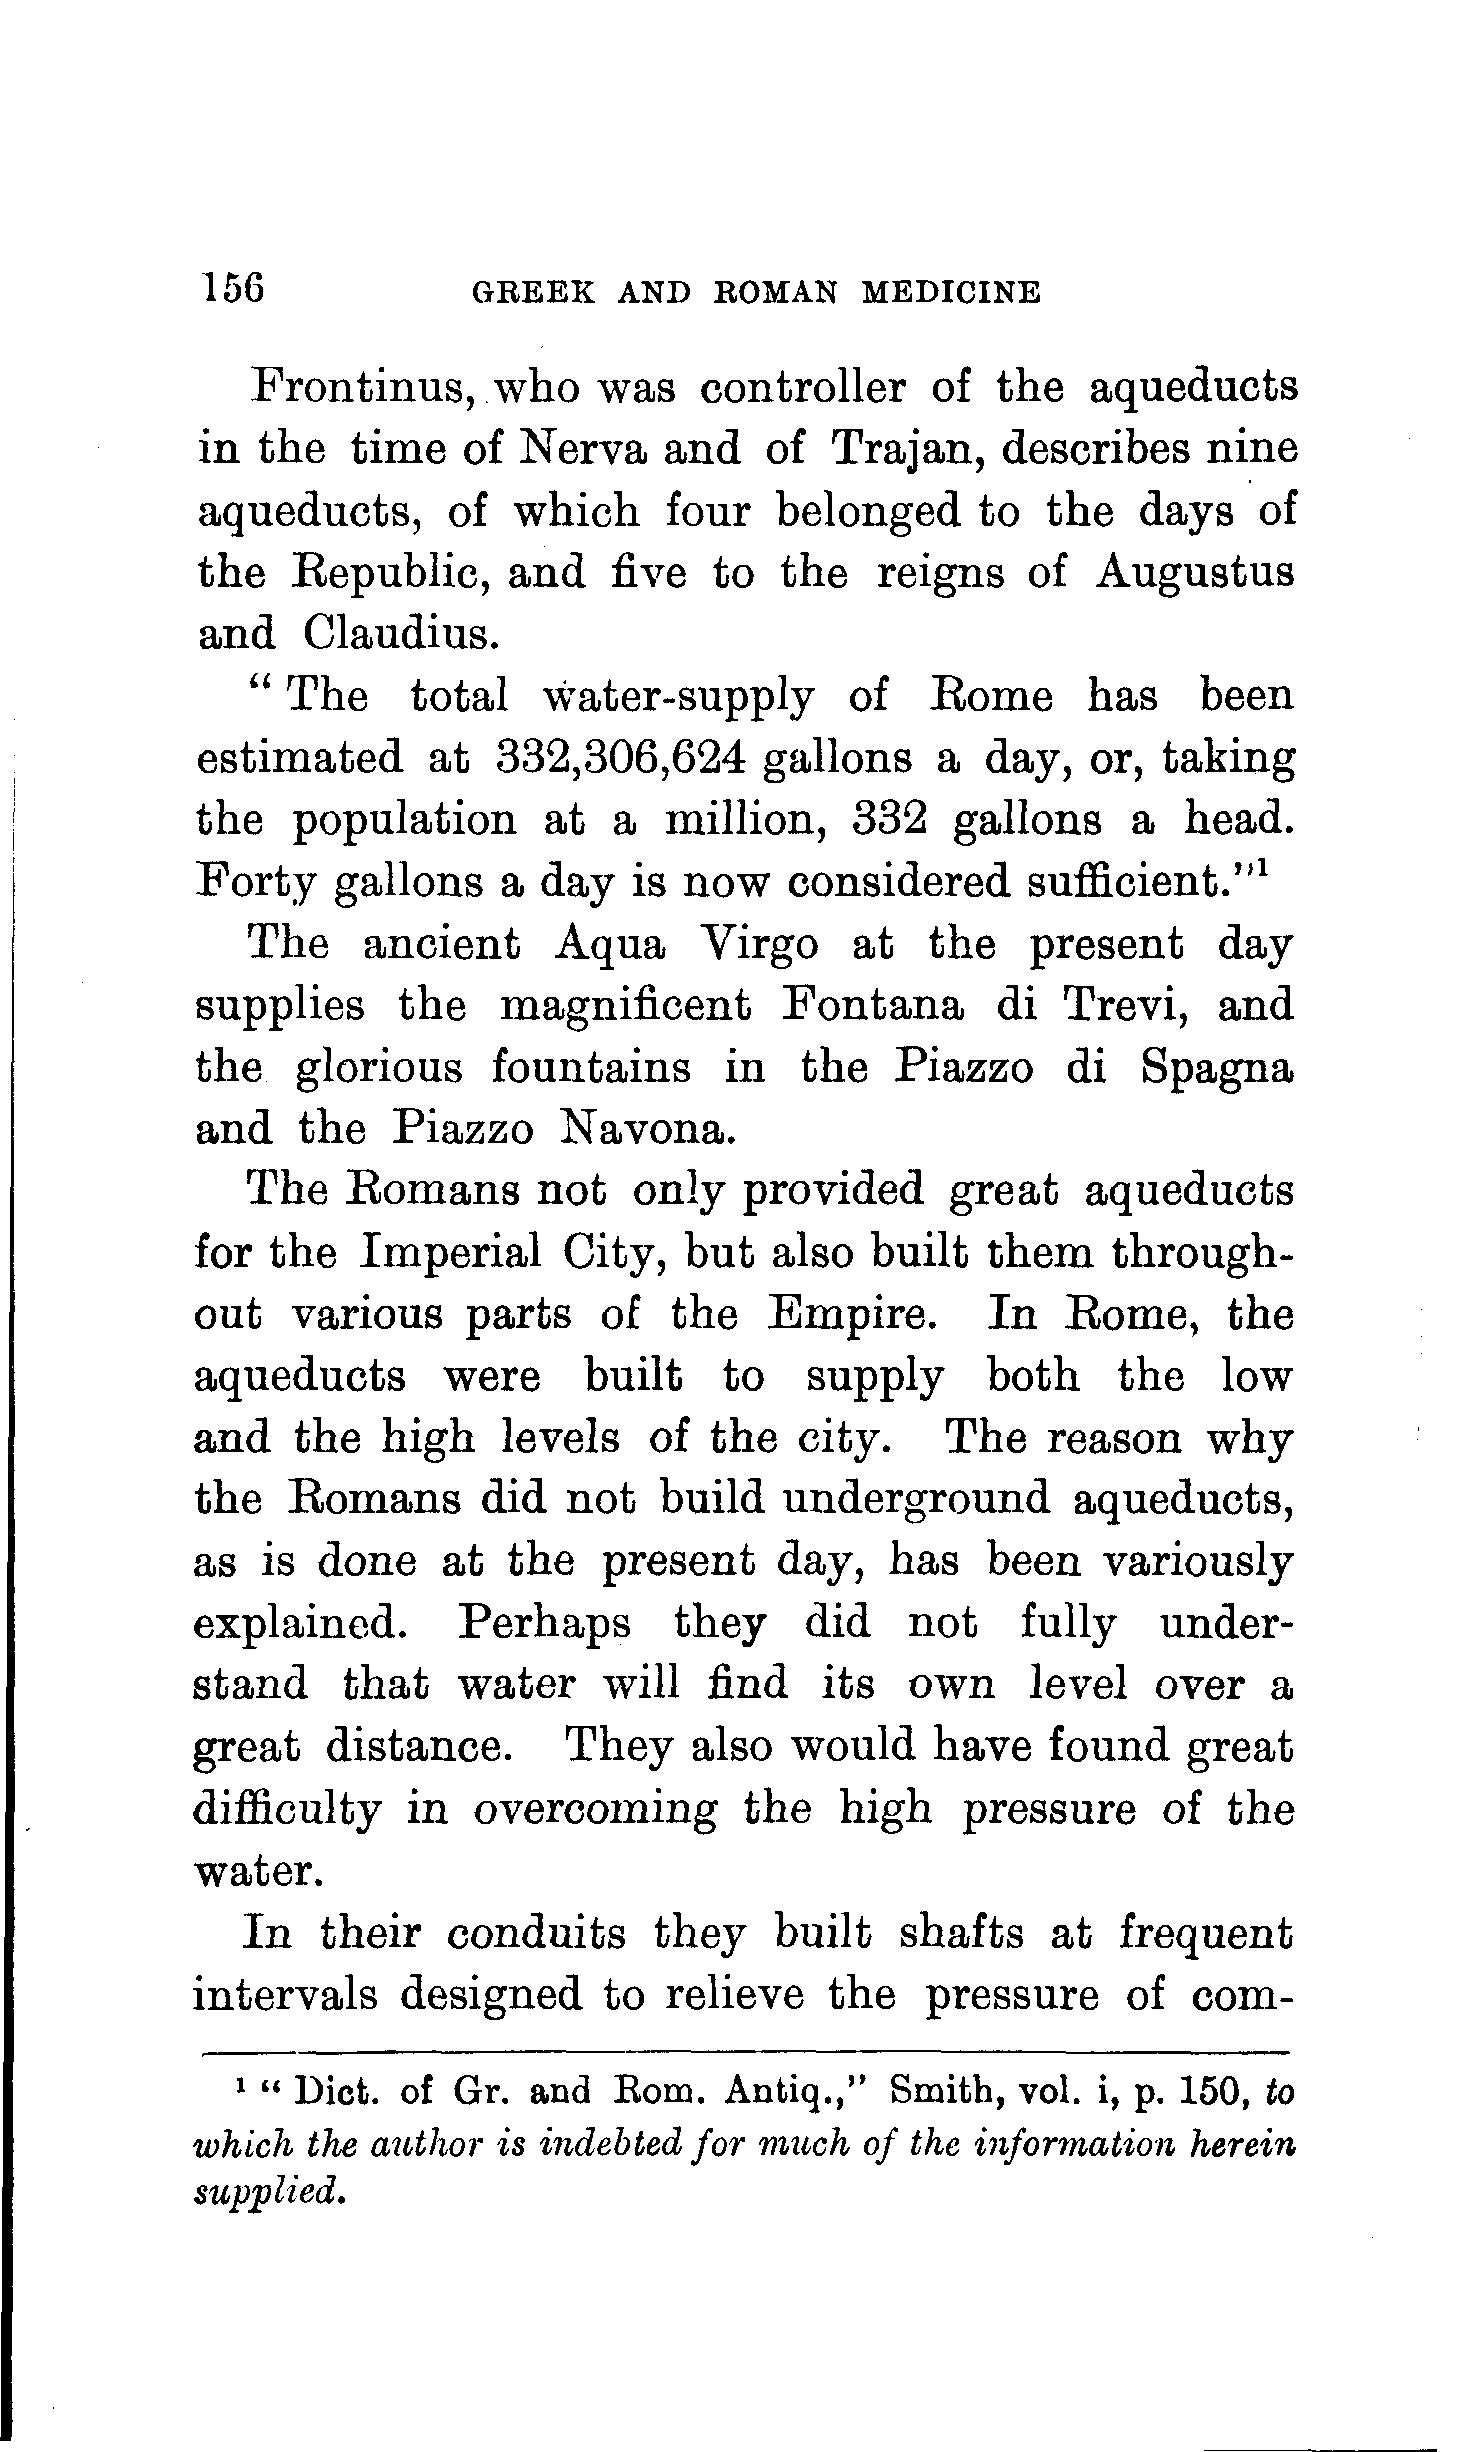 156 GREEK AND ROMAN MEDICINE
Frontinus, who was controller of the aqueducts
in the time of Nerva and of Trajan, describes nine
aqueducts, of which four belonged to the days of
the Republic, and five to the reigns of Augustus
and Claudius.
“ The total water-supply of Rome has been
estimated at 332,306,624 gallons a day, or, taking
the population at a million, 332 gallons a head.
Forty gallons a day is now considered sufficient.”¹
The ancient Aqua Virgo at the present day
supplies the magnificent Fontana di Trevi, and
the glorious fountains in the Piazzo di Spagna
and the Piazzo Navona.
The Romans not only provided great aqueducts
for the Imperial City, but also built them through-
out various parts of the Empire. In Rome, the
aqueducts were built to supply both the low
and the high levels of the city. The reason why
the Romans did not build underground aqueducts,
as is done at the present day, has been variously
explained. Perhaps they did not fully under-
stand that water will find its own level over a
great distance. They also would have found great
difficulty in overcoming the high pressure of the
water.
In their conduits they built shafts at frequent
intervals designed to relieve the pressure of com-
¹ “ Dict. of Gr. and Rom. Antiq.,” Smith, vol. i, p. 150, to
which the author is indebted for much of the information herein
supplied.